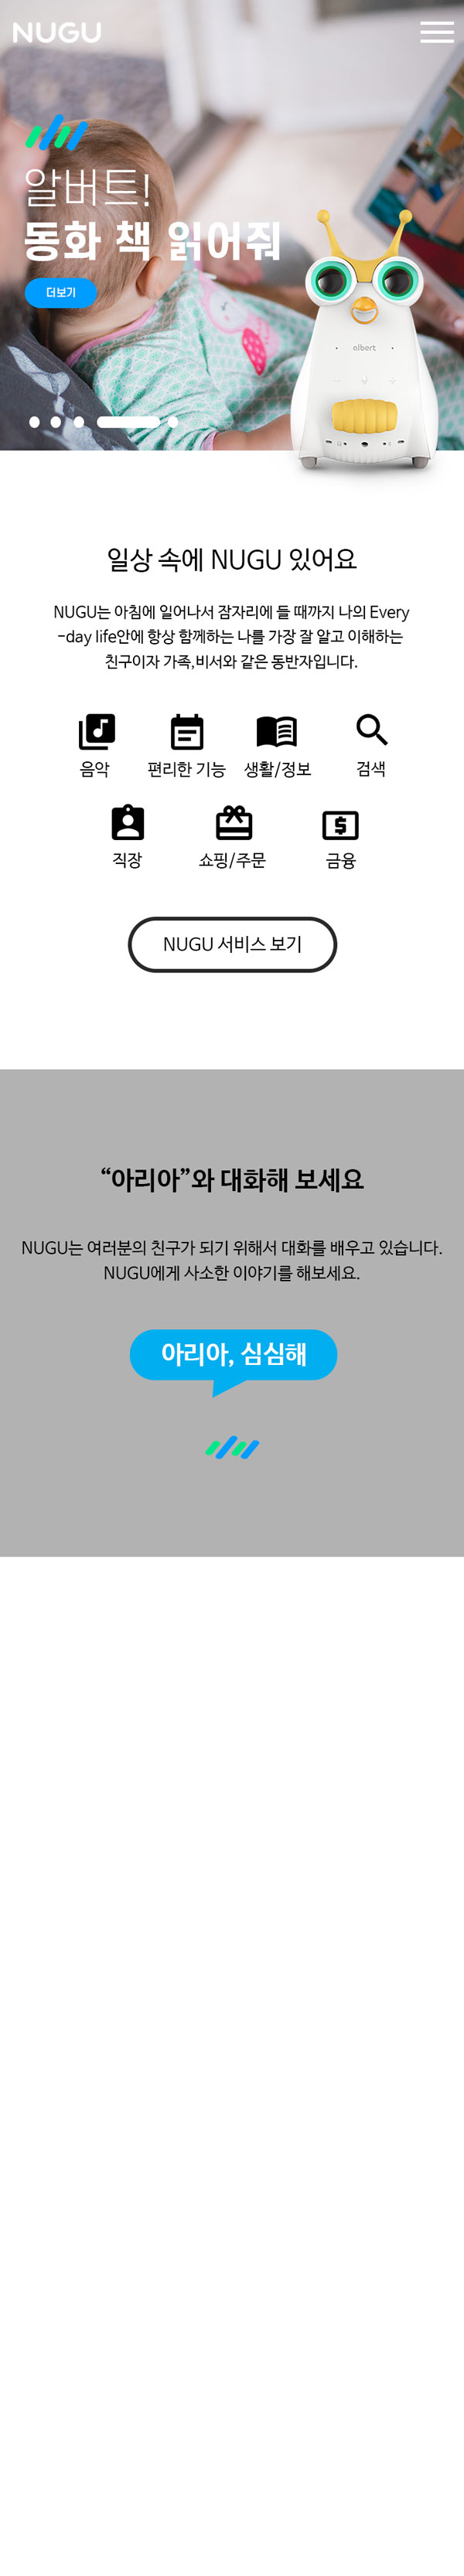 NUGU
알버트!
동화 책 읽어줘
더보기
albert
일상 속에 NUGU 있어요
NUGU는 아침에 일어나서 잠자리에 들 때까지 나의 Every
-day life안에 항상 함께하는 나를 가장 잘 알고 이해하는
친구이자 가족,비서와 같은 동반자입니다.
음악 편리한 기능 생활/정보 검색
직장 쇼핑/주문 금융
NUGU 서비스 보기
“아리아”와 대화해 보세요
NUGU는 여러분의 친구가 되기 위해서 대화를 배우고 있습니다.
NUGU에게 사소한 이야기를 해보세요.
아리아, 심심해